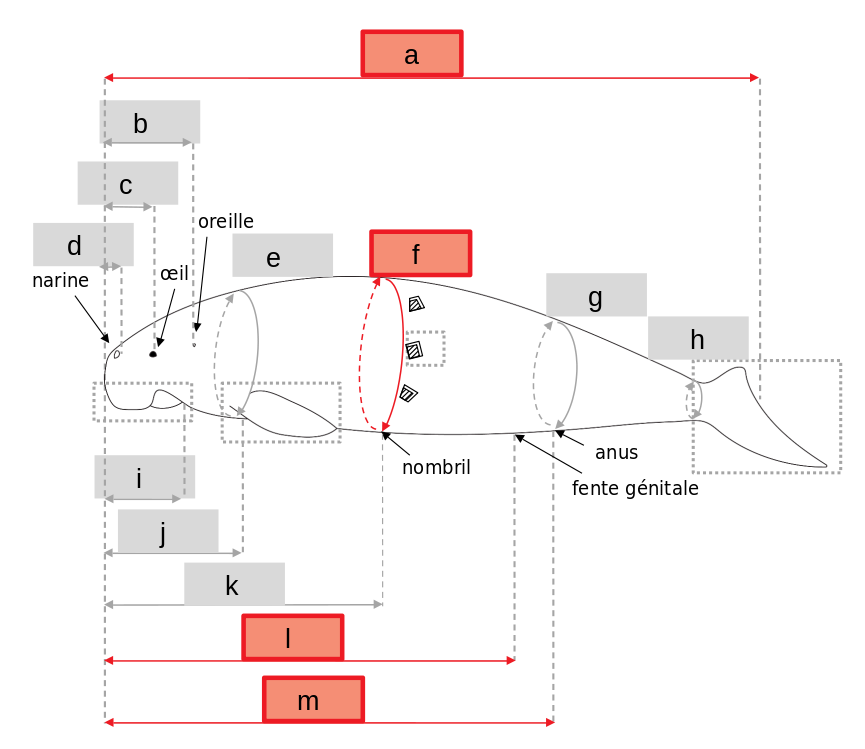 a
b
c
oreille
d
e
f
narine
œil
g
h
nombril
anus
fente génitale
i
j
k
l
m